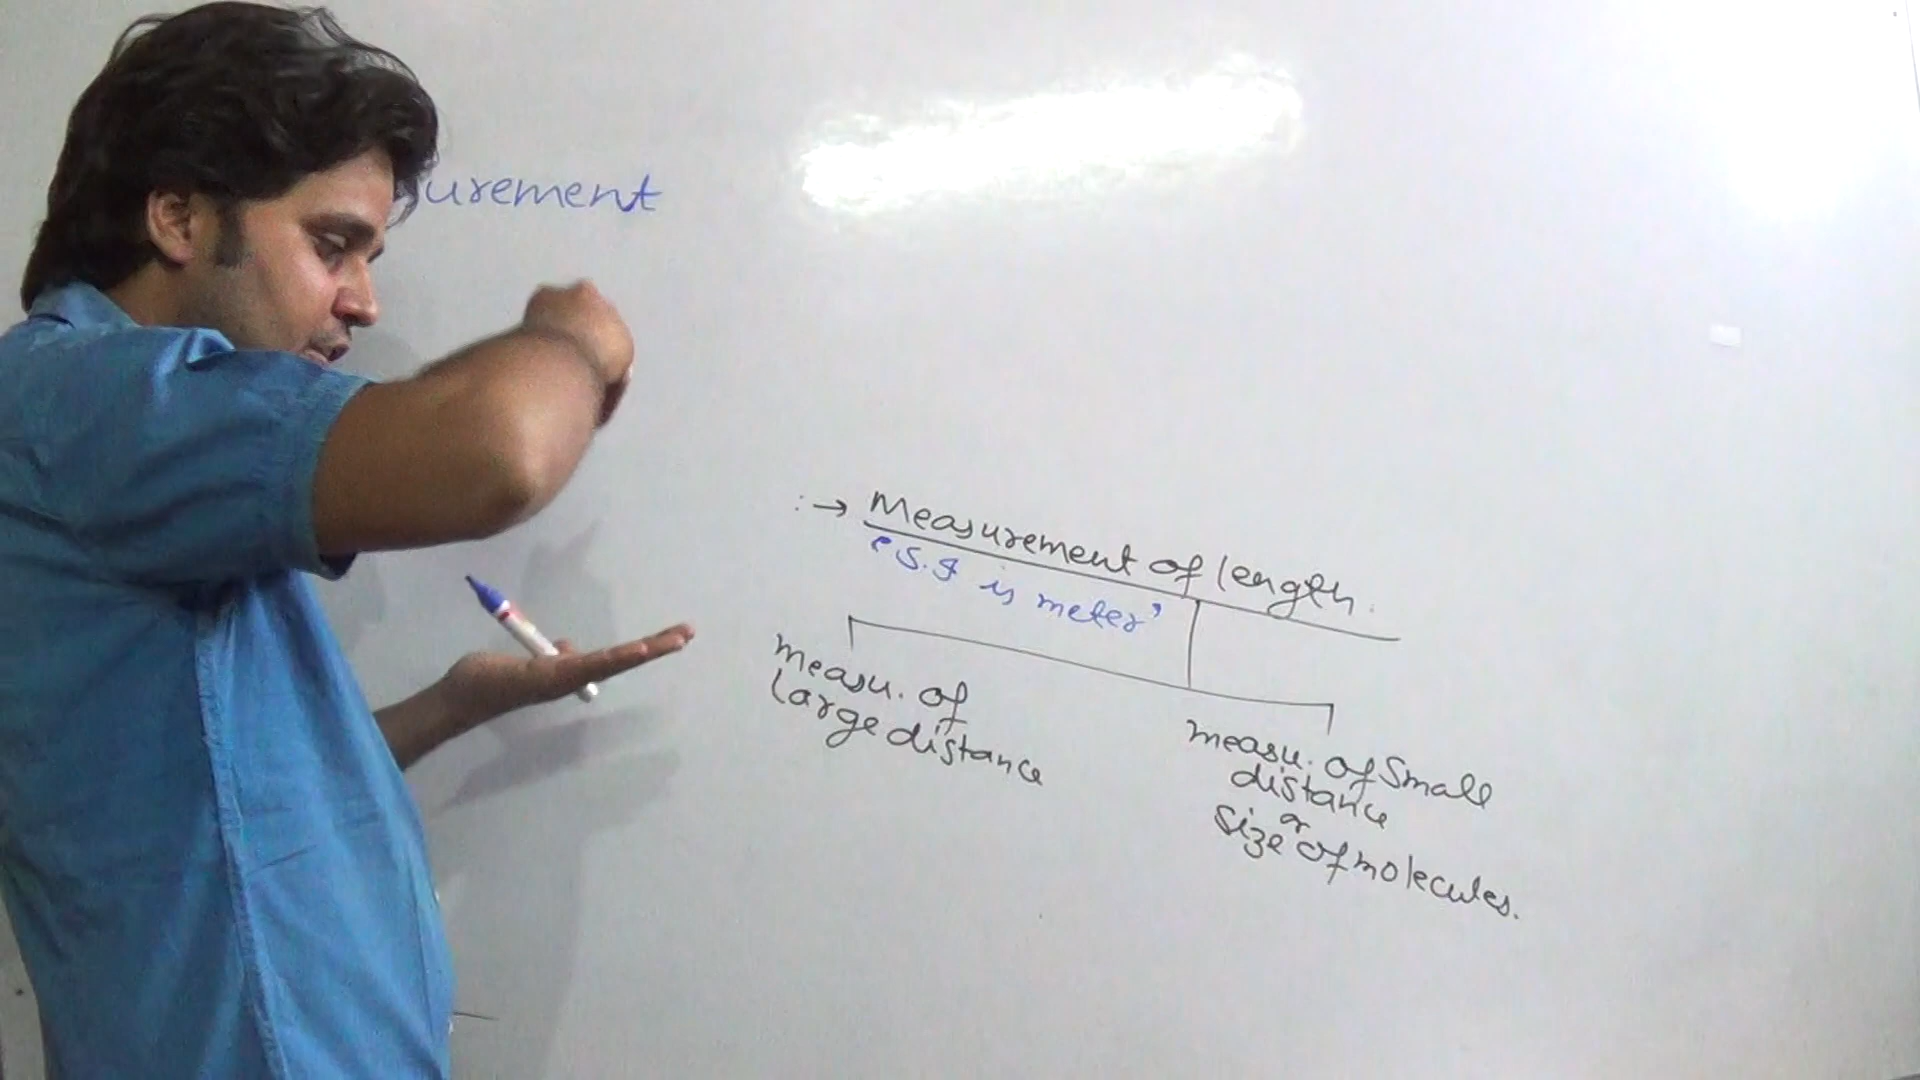 urement
:→ Measurement of length.
‘S.I is meter’
measu. of
large distance
measu. of Small
distance
or
size of molecules.